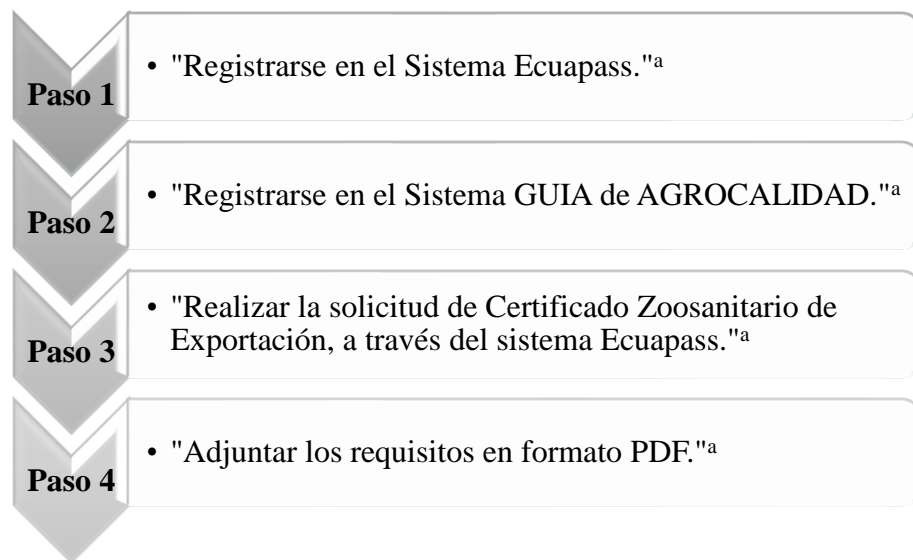 Paso 1
• "Registrarse en el Sistema Ecuapass."ᵃ
Paso 2
• "Registrarse en el Sistema GUIA de AGROCALIDAD."ᵃ
Paso 3
• "Realizar la solicitud de Certificado Zoosanitario de
Exportación, a través del sistema Ecuapass."ᵃ
Paso 4
• "Adjuntar los requisitos en formato PDF."ᵃ